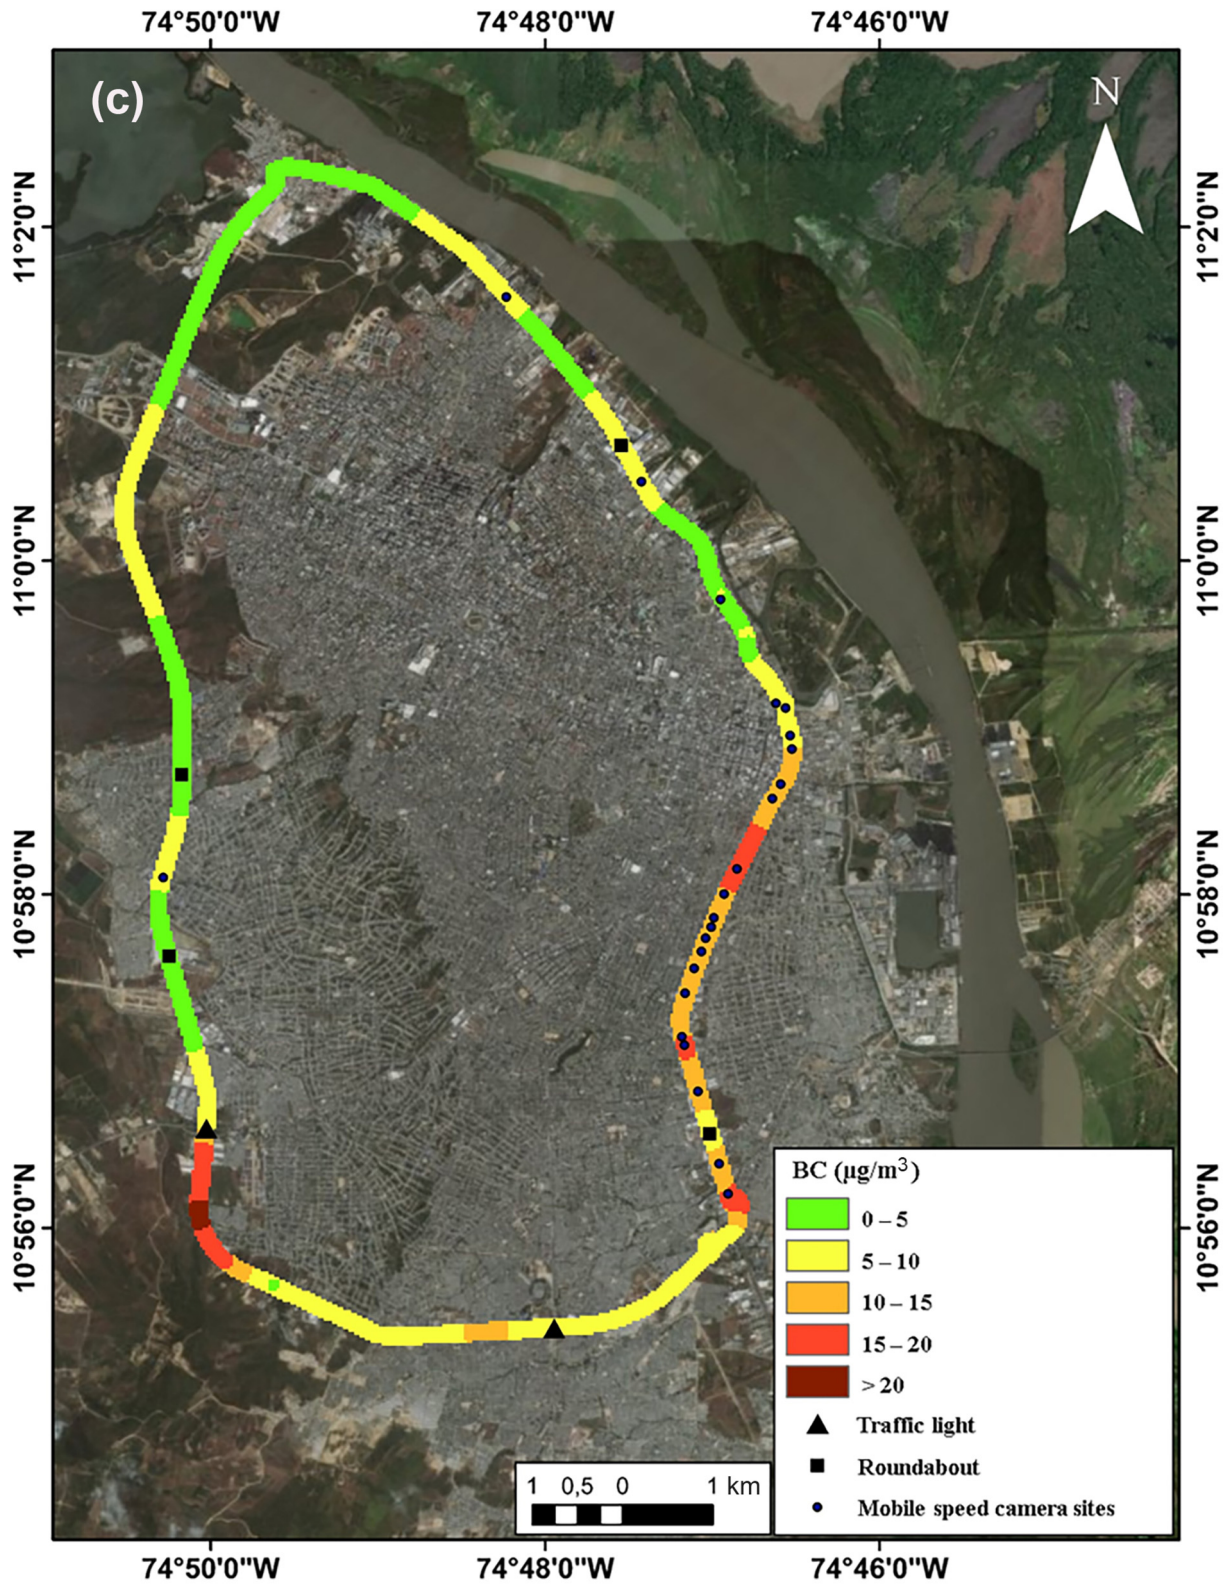 74°50'0"W 74°48'0"W 74°46'0"W
(c)
N
11°2'0"N 11°2'0"N
11°0'0"N 11°0'0"N
10°58'0"N 10°58'0"N
10°56'0"N 10°56'0"N
BC (µg/m³)
0 – 5
5 – 10
10 – 15
15 – 20
> 20
Traffic light
Roundabout
Mobile speed camera sites
1 0,5 0 1 km
74°50'0"W 74°48'0"W 74°46'0"W